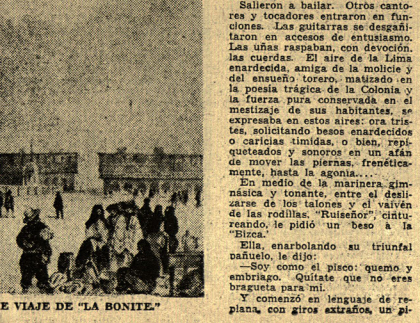 Salieron a bailar. Otros canto-
res y tocadores entraron en fun-
ciones. Las guitarras se desgañi-
taron en accesos de entusiasmo.
Las uñas raspaban, con devoción,
las cuerdas. El aire de la Lima
enardecida, amiga de la molicie y
del ensueño torero, matizado en
la poesía trágica de la Colonia y
la fuerza pura conservada en el
mestizaje de sus habitantes, se
expresaba en estos aires: ora tris-
tes, solicitando besos enardecidos
o caricias tímidas, o bien, repi-
queteados y sonoros en un afán
de mover las piernas, frenética-
mente, hasta la agonía....
En medio de la marinera gim-
násica y tonante, entre el desli-
zarse de los talones y el vaivén
de las rodillas, "Ruiseñor", cintu-
reando, le pidió un beso a la
"Bizca.
Ella, enarbolando su triunfal
pañuelo, le dijo:
—Soy como el pisco: quemo y
embriago. Quítate que no eres
bragueta para mí.
Y comenzó en lenguaje de re-
plana, con giros extraños, un pi-
E VIAJE DE "LA BONITE."